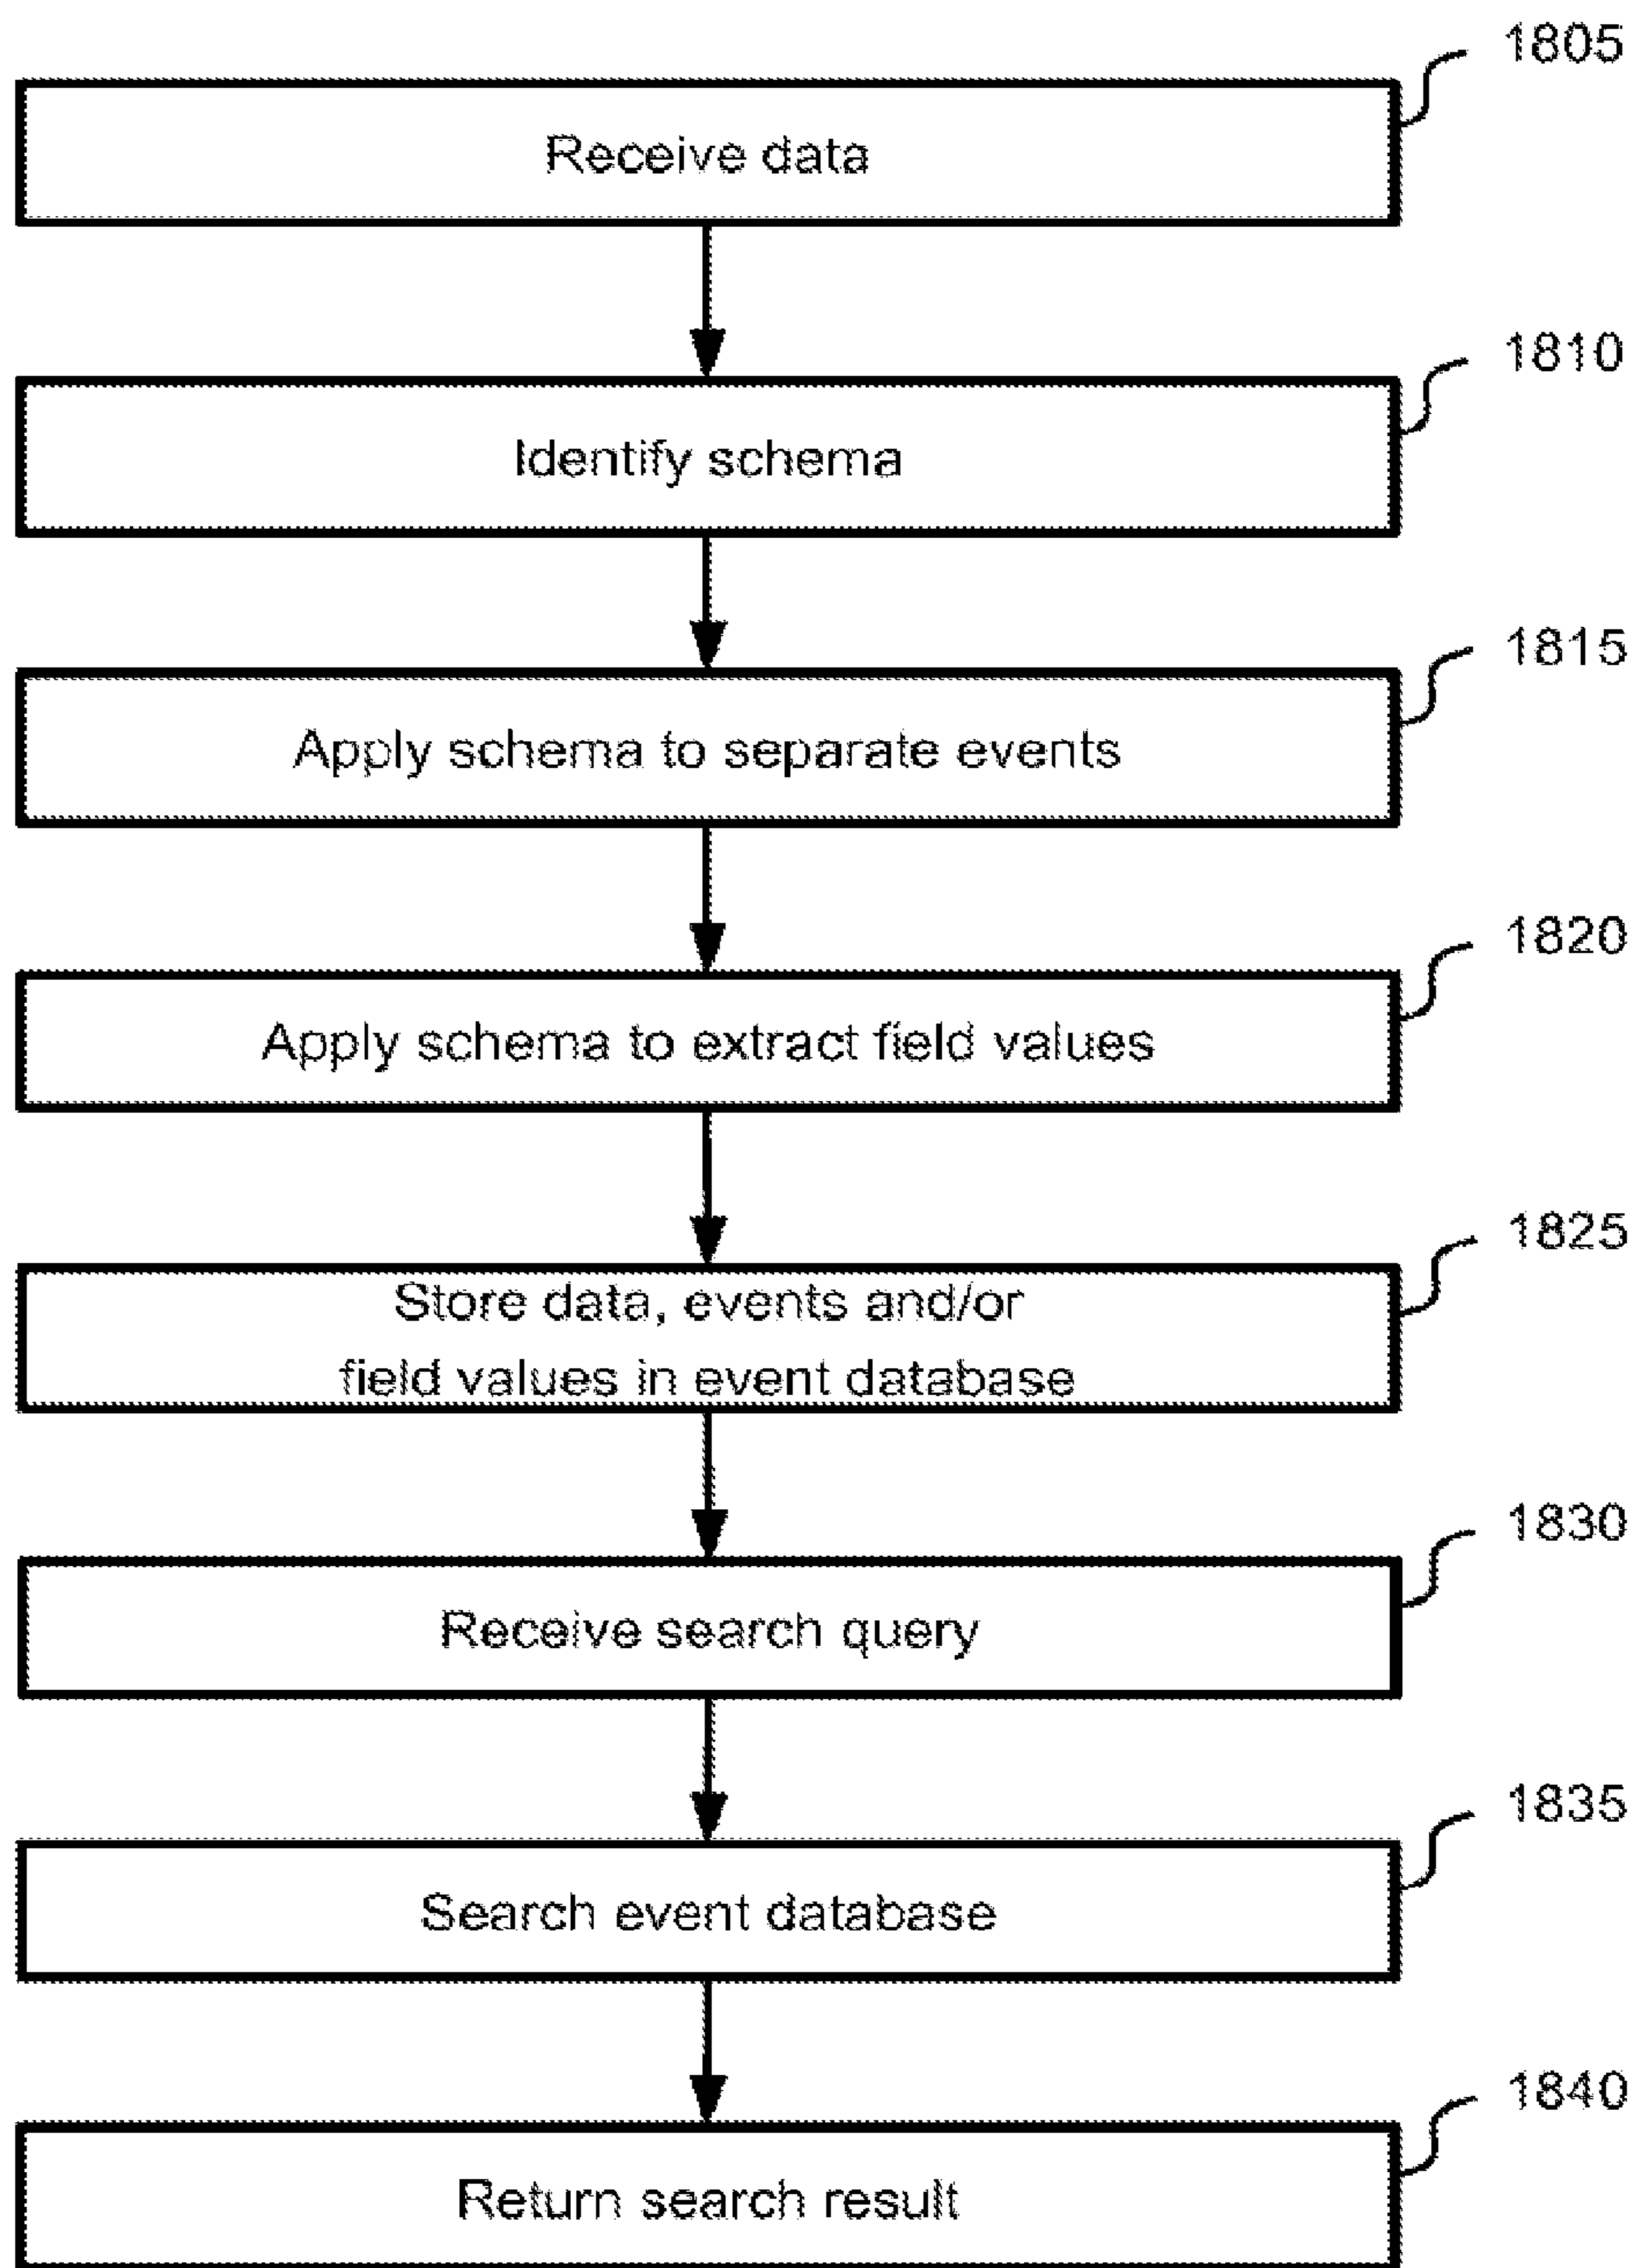 1805
Receive data
1810
Identify schema
1815
Apply schema to separate events
1820
Apply schema to extract field values
1825
Store data, events and/or
field values in event database
1830
Receive search query
1835
Search event database
1840
Return search result